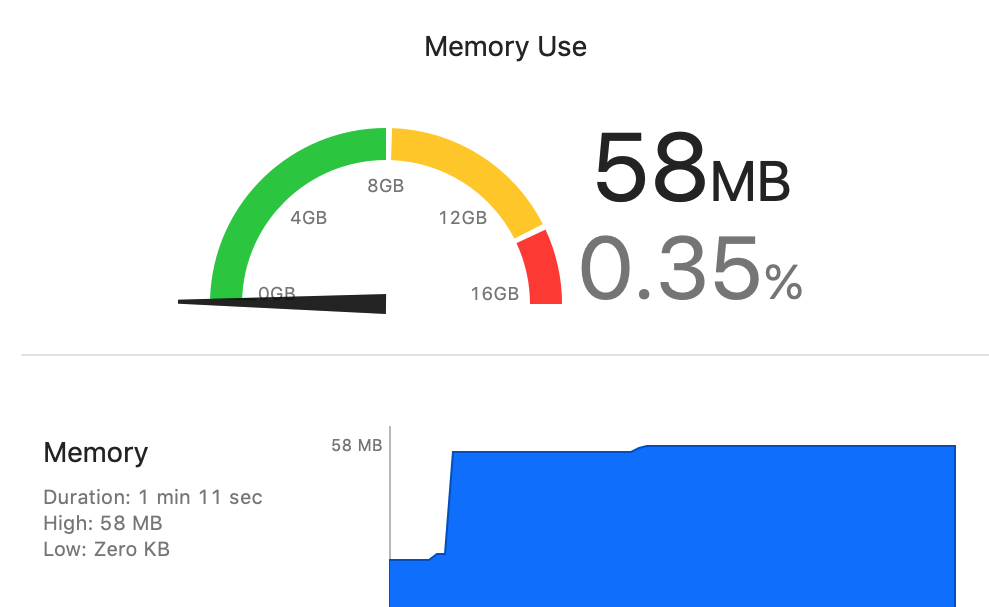 Memory Use
8GB
4GB
12GB
0GB
16GB
58MB
0.35%
Memory
Duration: 1 min 11 sec
High: 58 MB
Low: Zero KB
58 MB